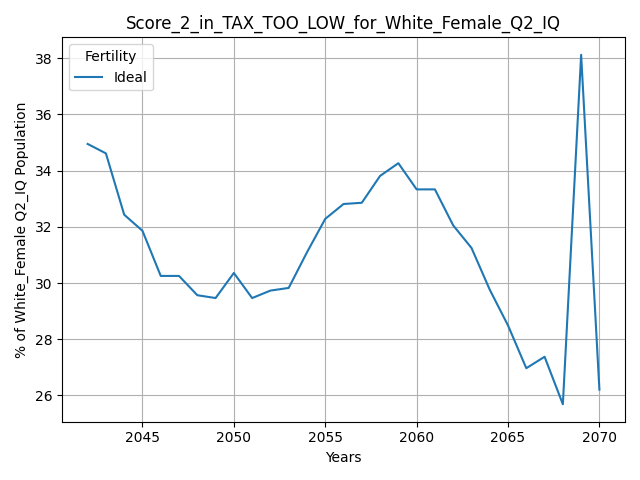 Score_2_in_TAX_TOO_LOW_for_White_Female_Q2_IQ
Fertility
Ideal
% of White_Female Q2_IQ Population
38
36
34
32
30
28
26
2045 2050 2055 2060 2065 2070
Years